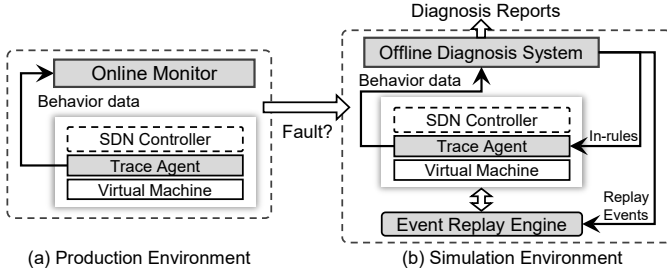 Diagnosis Reports
Online Monitor
Behavior data
SDN Controller
Trace Agent
Virtual Machine
Fault?
Offline Diagnosis System
Behavior data
SDN Controller
In-rules
Trace Agent
Virtual Machine
Replay
Events
Event Replay Engine
(a) Production Environment
(b) Simulation Environment